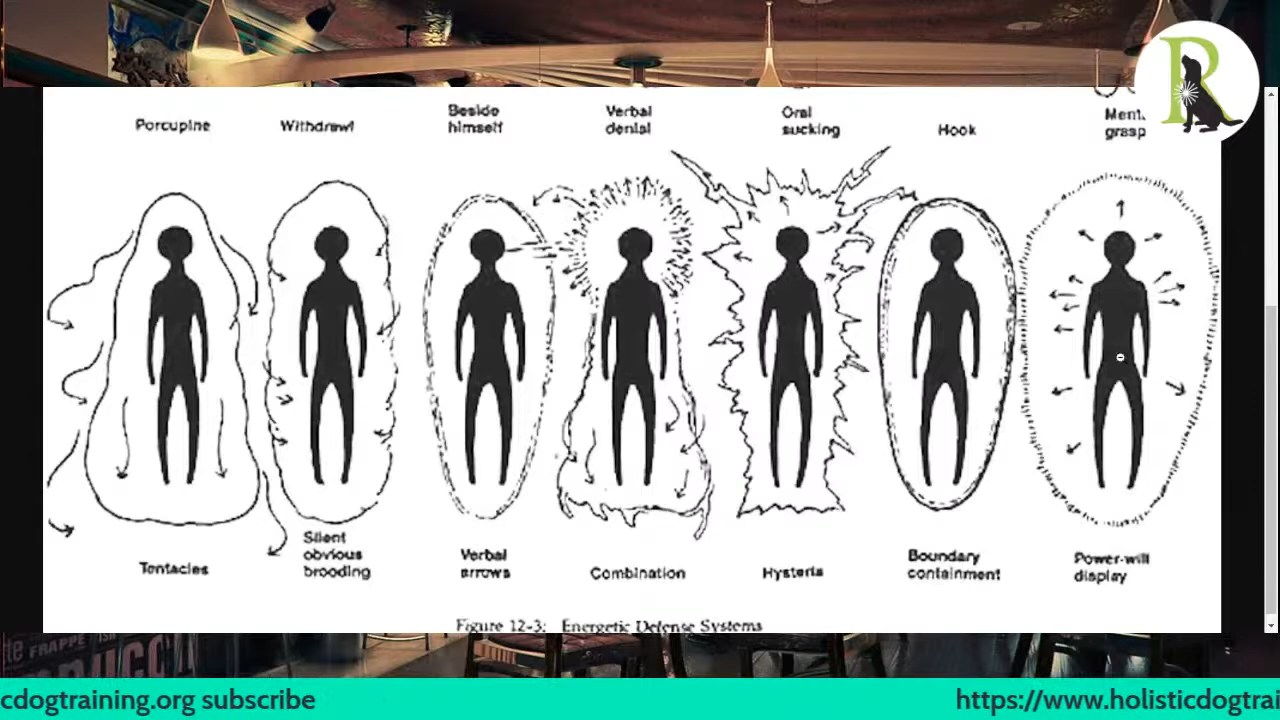 R
Porcupine
Withdrawl
Beside
himself
Verbal
denial
Oral
sucking
Hook
grasp
Tentacles
Silent
obvious
brooding
Verbal
arrows
Combination
Hysteria
Boundary
containment
Power-will
display
Figure 12-3: Energetic Defense Systems
FRAPPE
cdogtraining.org subscribe
https://www.holisticdogtrai